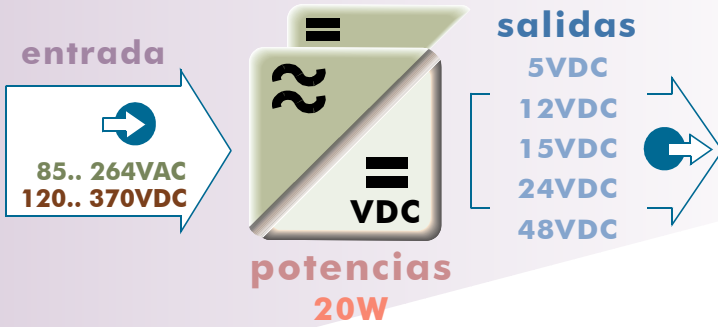 entrada
85.. 264VAC
120.. 370VDC
VDC
salidas
5VDC
12VDC
15VDC
24VDC
48VDC
potencias
20W